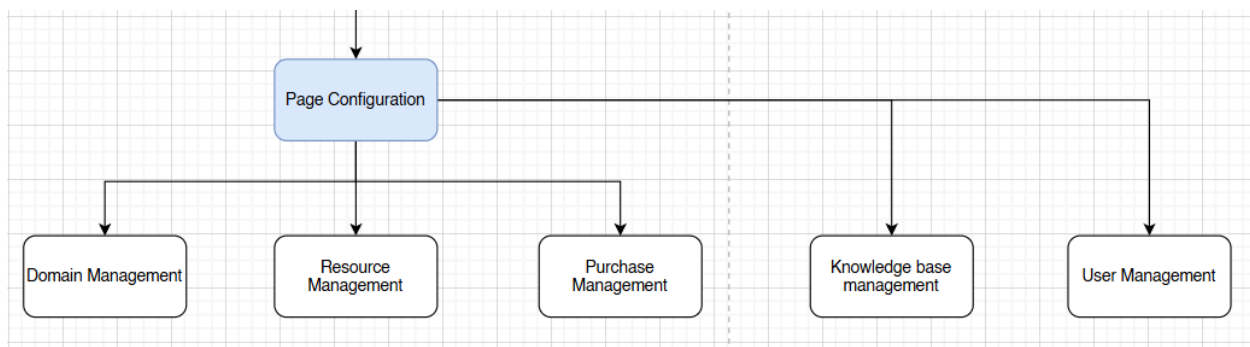 Page Configuration
Domain Management
Resource
Management
Purchase
Management
Knowledge base
management
User Management